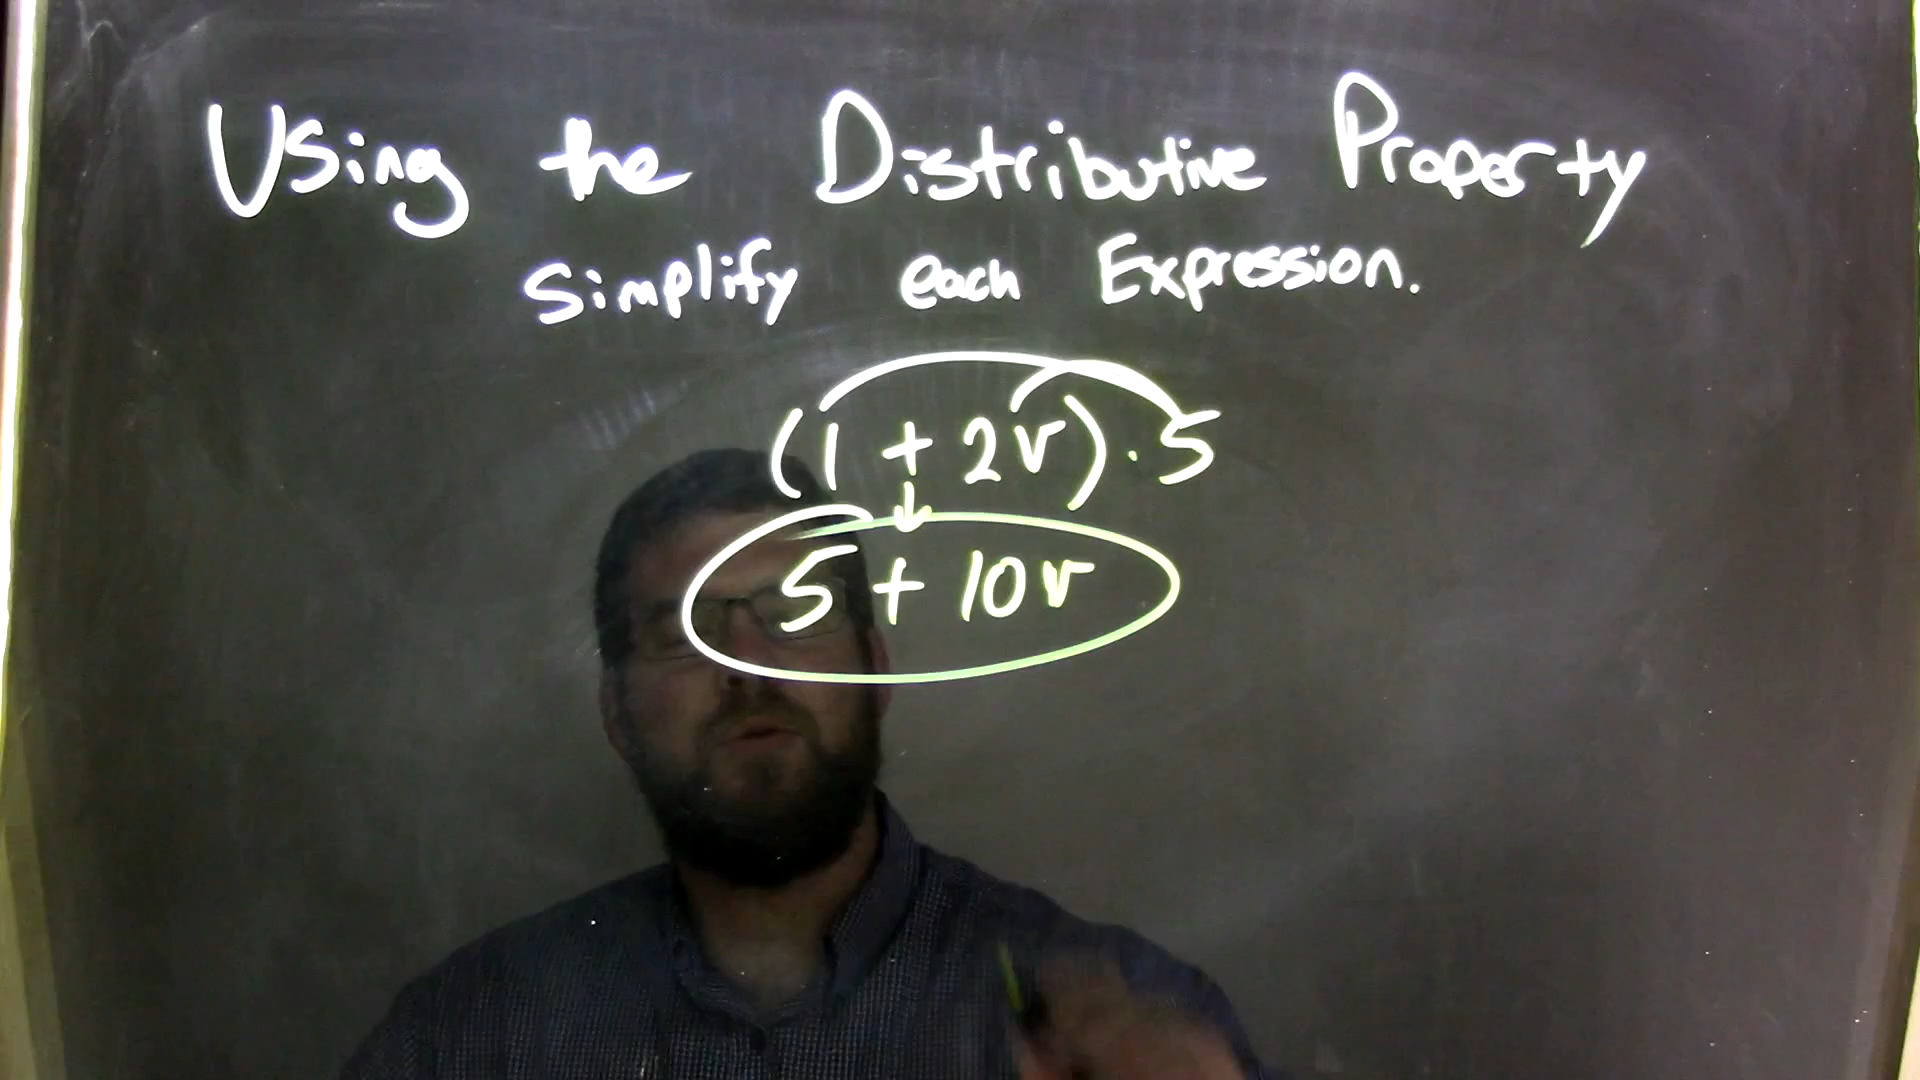 Using the Distributive Property
Simplify each Expression.
(1 + 2v) · 5
5 + 10v